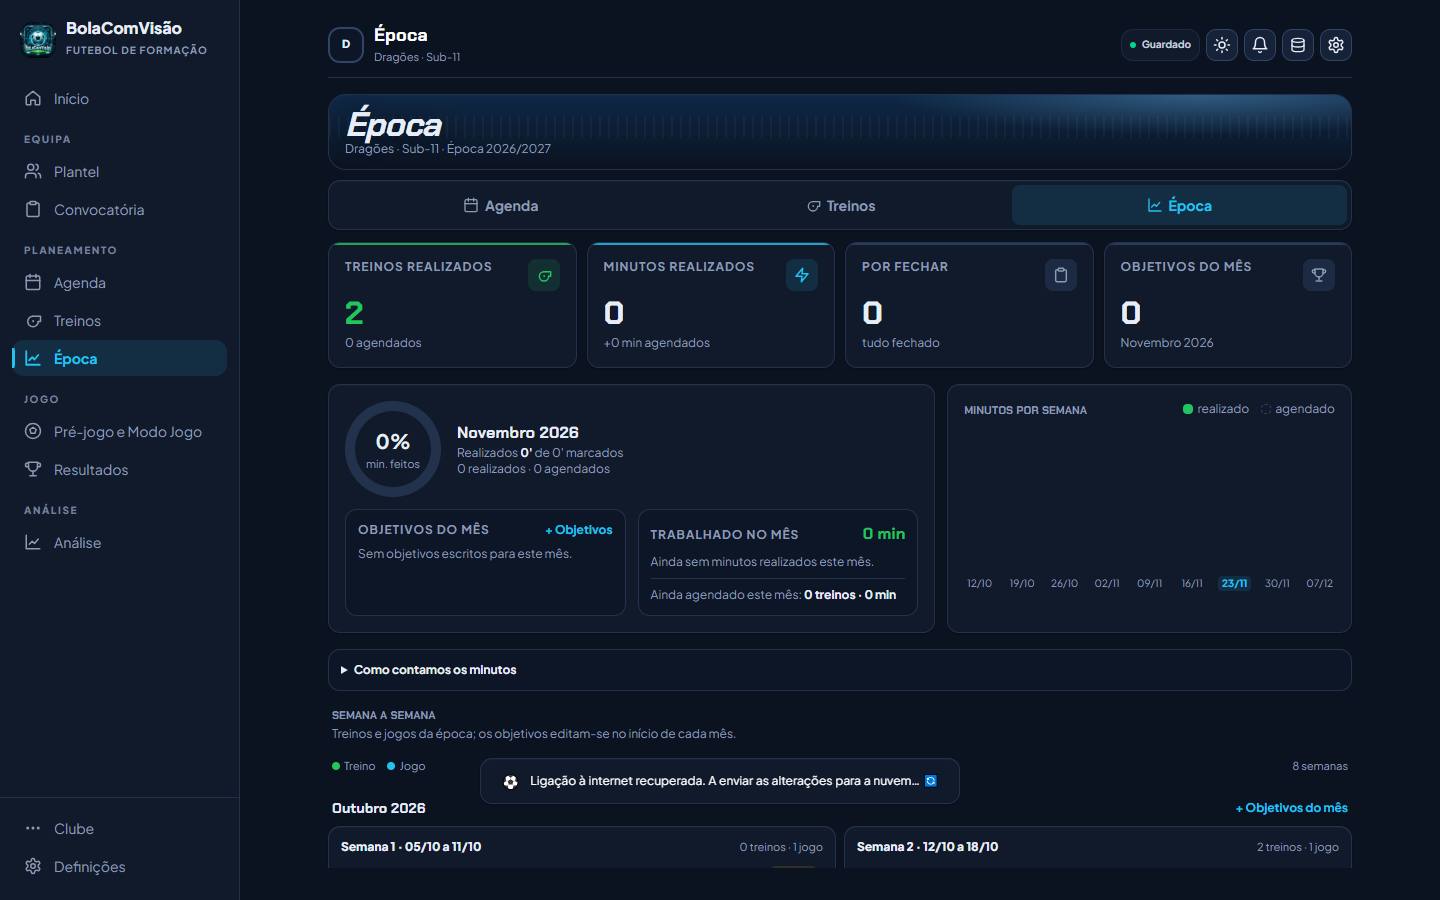 BolaComVisão
FUTEBOL DE FORMAÇÃO
Início
EQUIPA
Plantel
Convocatória
PLANEAMENTO
Agenda
Treinos
Época
JOGO
Pré-jogo e Modo Jogo
Resultados
ANÁLISE
Análise
Clube
Definições
D
Época
Dragões · Sub-11
Guardado
Época
Dragões · Sub-11 · Época 2026/2027
Agenda
Treinos
Época
TREINOS REALIZADOS
2
0 agendados
MINUTOS REALIZADOS
0
+0 min agendados
POR FECHAR
0
tudo fechado
OBJETIVOS DO MÊS
0
Novembro 2026
0%
min. feitos
Novembro 2026
Realizados 0' de 0' marcados
0 realizados · 0 agendados
OBJETIVOS DO MÊS
+ Objetivos
Sem objetivos escritos para este mês.
TRABALHADO NO MÊS
0 min
Ainda sem minutos realizados este mês.
Ainda agendado este mês: 0 treinos · 0 min
MINUTOS POR SEMANA
realizado
agendado
12/10 19/10 26/10 02/11 09/11 16/11 23/11 30/11 07/12
Como contamos os minutos
SEMANA A SEMANA
Treinos e jogos da época; os objetivos editam-se no início de cada mês.
Treino
Jogo
8 semanas
Ligação à internet recuperada. A enviar as alterações para a nuvem...
Outubro 2026
+ Objetivos do mês
Semana 1 · 05/10 a 11/10
0 treinos · 1 jogo
Semana 2 · 12/10 a 18/10
2 treinos · 1 jogo